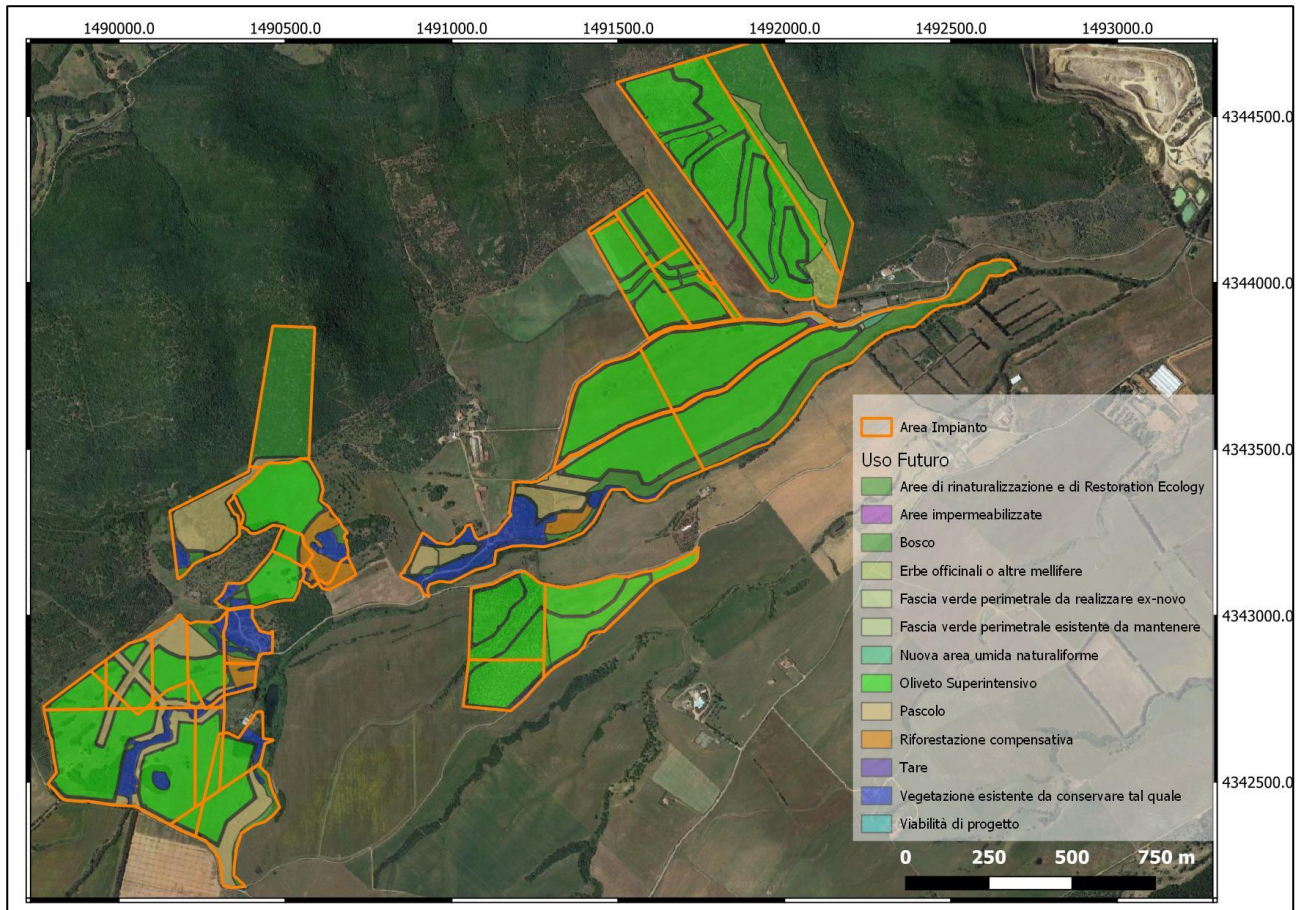 1490000.0 1490500.0 1491000.0 1491500.0 1492000.0 1492500.0 1493000.0
4344500.0
4344000.0
4343500.0
4343000.0
4342500.0
Area Impianto
Uso Futuro
Aree di rinaturalizzazione e di Restoration Ecology
Aree impermeabilizzate
Bosco
Erbe officinali o altre mellifere
Fascia verde perimetrale da realizzare ex-novo
Fascia verde perimetrale esistente da mantenere
Nuova area umida naturaliforme
Oliveto Superintensivo
Pascolo
Riforestazione compensativa
Tare
Vegetazione esistente da conservare tal quale
Viabilità di progetto
0 250 500 750 m